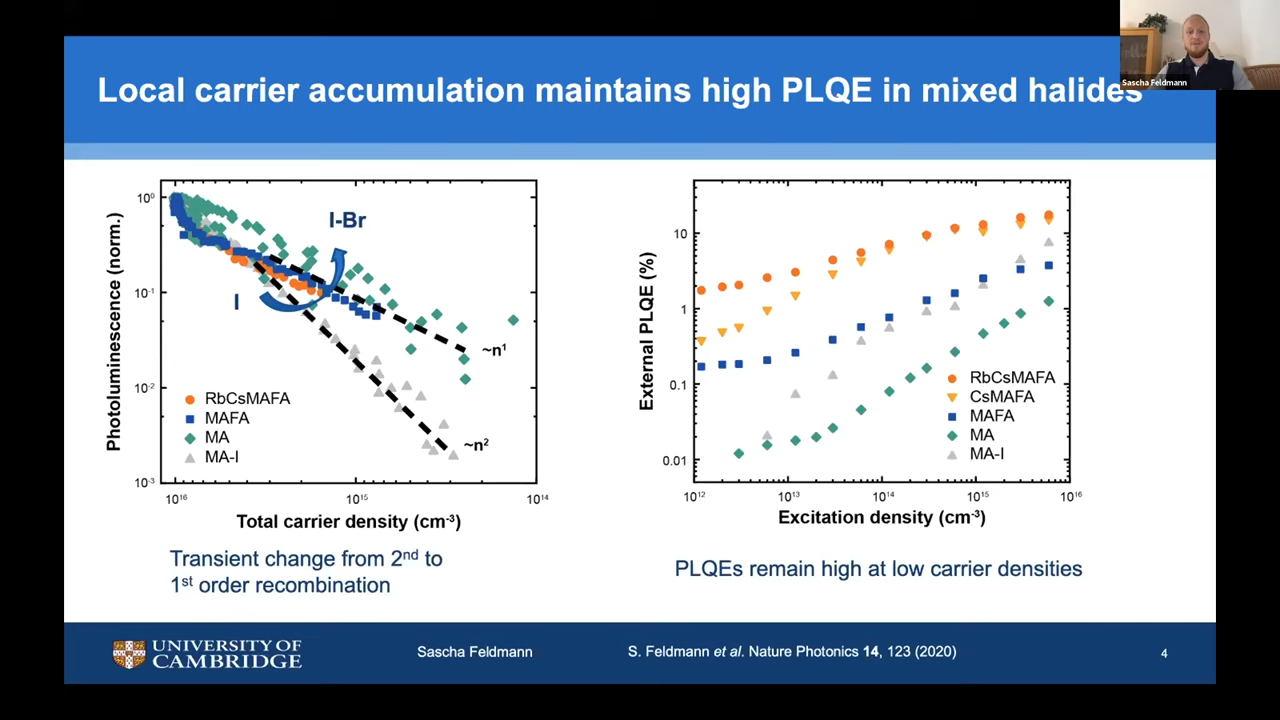 Sascha Feldmann
Local carrier accumulation maintains high PLQE in mixed halides
Photoluminescence (norm.)
10⁰
10⁻¹
10⁻²
10⁻³
I-Br
I
~n¹
~n²
RbCsMAFA
MAFA
MA
MA-I
10¹⁶
10¹⁵
10¹⁴
Total carrier density (cm⁻³)
Transient change from 2ⁿᵈ to
1ˢᵗ order recombination
External PLQE (%)
10
1
0.1
0.01
RbCsMAFA
CsMAFA
MAFA
MA
MA-I
10¹²
10¹³
10¹⁴
10¹⁵
10¹⁶
Excitation density (cm⁻³)
PLQEs remain high at low carrier densities
UNIVERSITY OF
CAMBRIDGE
Sascha Feldmann
S. Feldmann et al. Nature Photonics 14, 123 (2020)
4